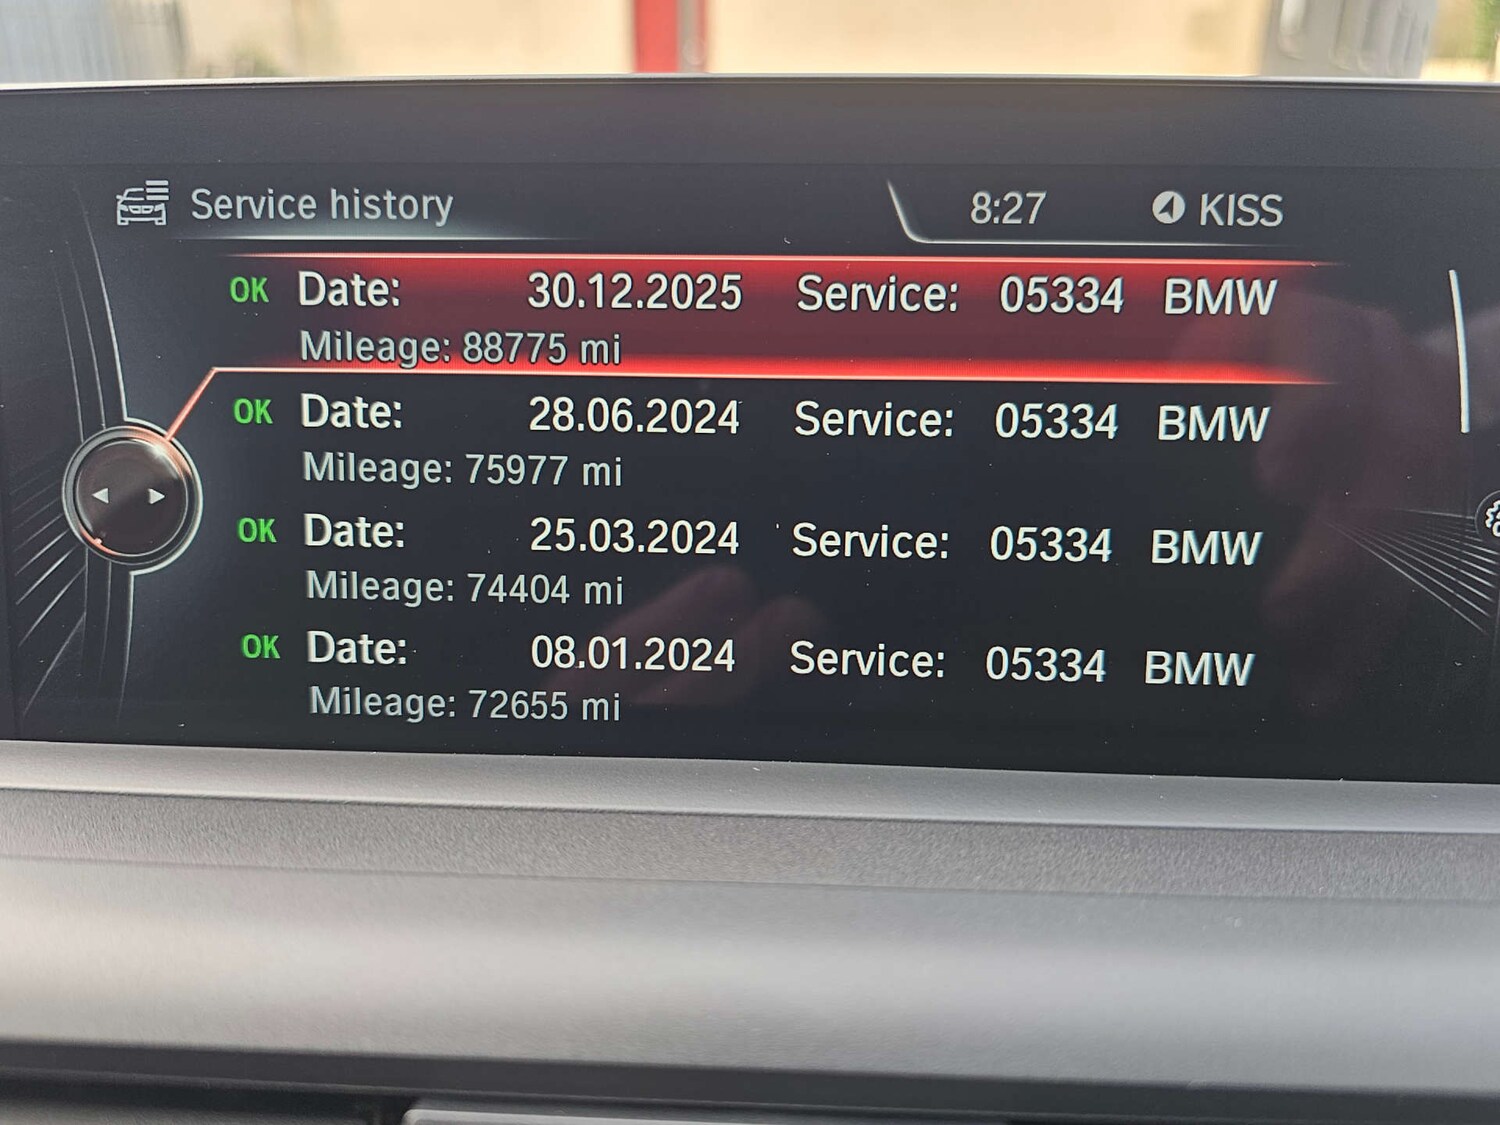 Service history 8:27 KISS
OK Date: 30.12.2025 Service: 05334 BMW
Mileage: 88775 mi
OK Date: 28.06.2024 Service: 05334 BMW
Mileage: 75977 mi
OK Date: 25.03.2024 Service: 05334 BMW
Mileage: 74404 mi
OK Date: 08.01.2024 Service: 05334 BMW
Mileage: 72655 mi